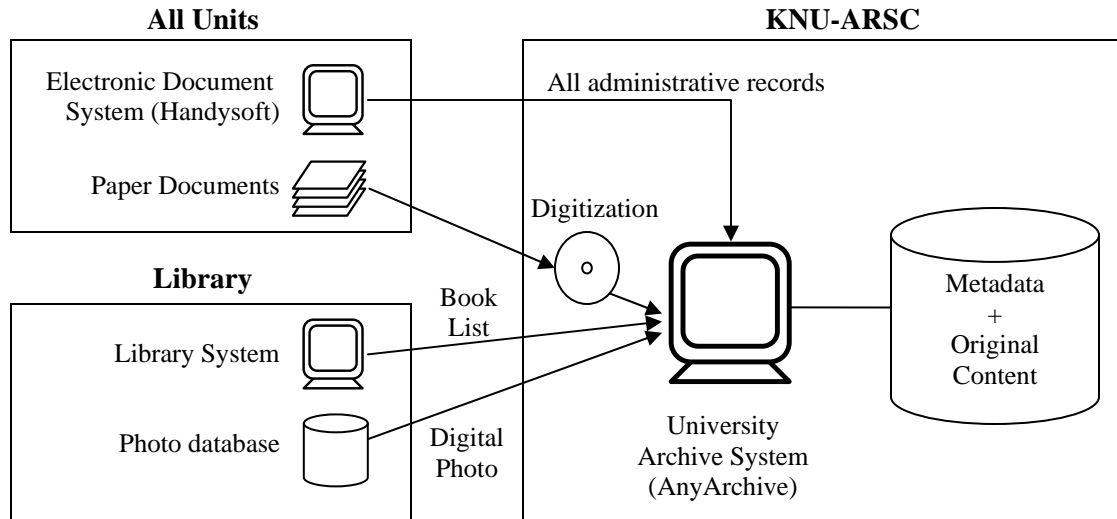 All Units
Electronic Document
System (Handysoft)
Paper Documents
Library
Library System
Photo database
Book
List
Digital
Photo
KNU-ARSC
All administrative records
Digitization
University
Archive System
(AnyArchive)
Metadata
+
Original
Content